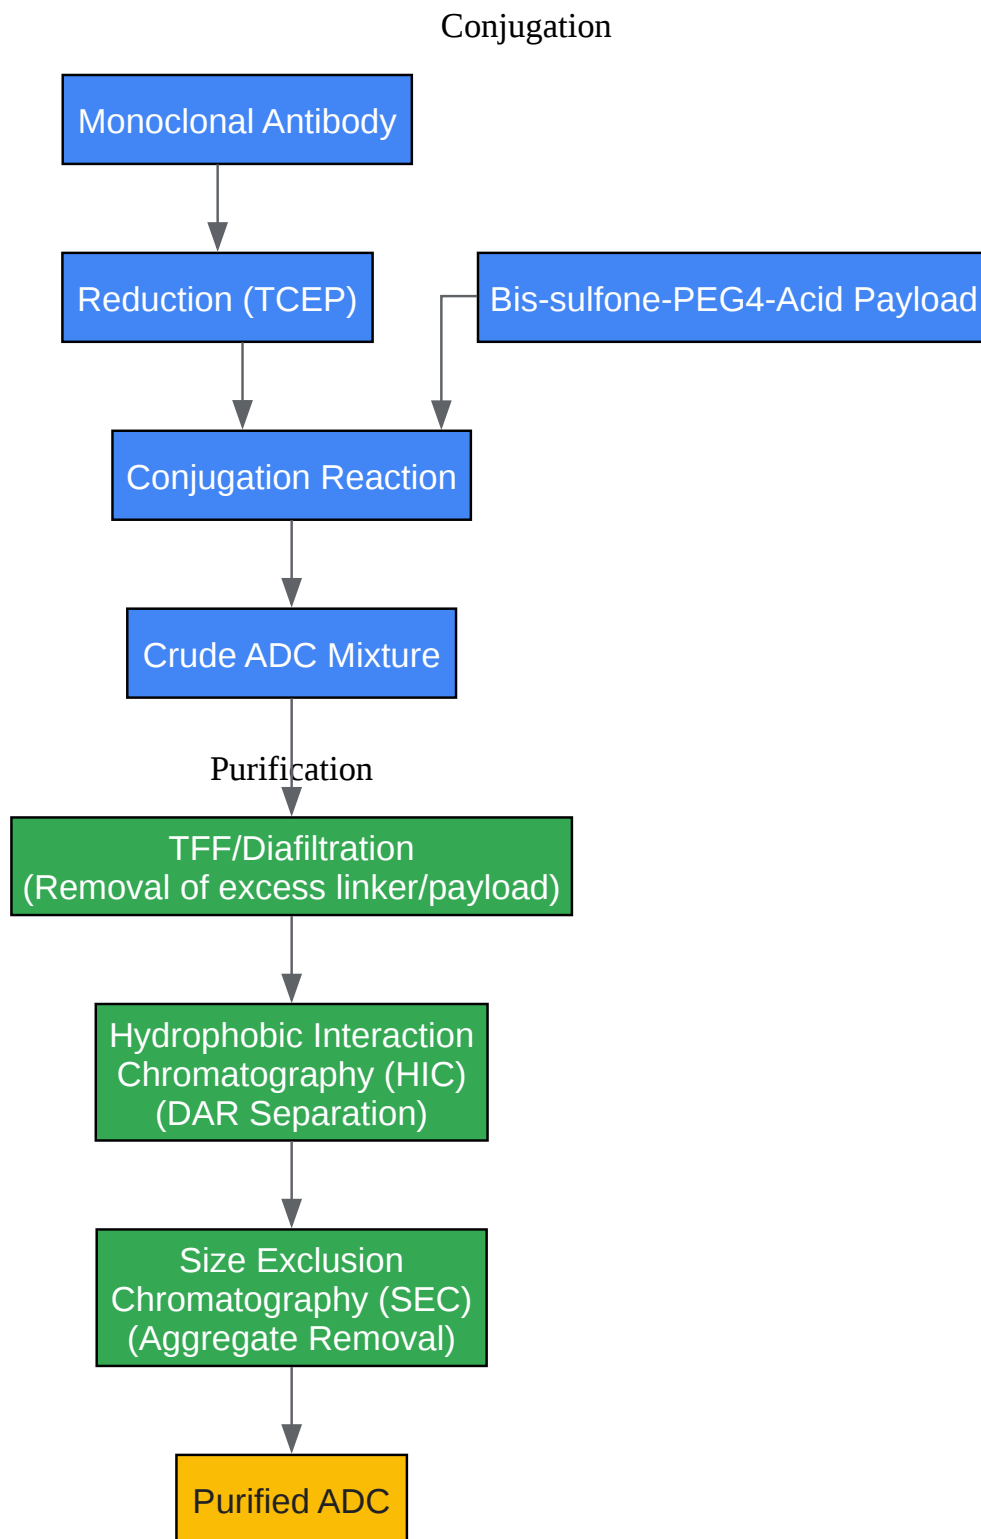 Conjugation
Monoclonal Antibody
Reduction (TCEP)
Bis-sulfone-PEG4-Acid Payload
Conjugation Reaction
Crude ADC Mixture
Purification
TFF/Diafiltration
(Removal of excess linker/payload)
Hydrophobic Interaction
Chromatography (HIC)
(DAR Separation)
Size Exclusion
Chromatography (SEC)
(Aggregate Removal)
Purified ADC